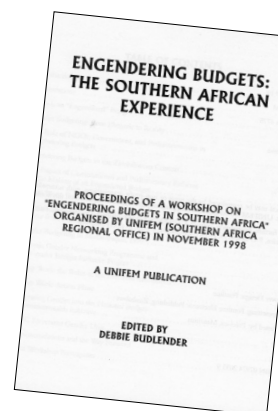 ENGENDERING BUDGETS:
THE SOUTHERN AFRICAN
EXPERIENCE
PROCEEDINGS OF A WORKSHOP ON
"ENGENDERING BUDGETS IN SOUTHERN AFRICA"
ORGANISED BY UNIFEM (SOUTHERN AFRICA
REGIONAL OFFICE) IN NOVEMBER 1998
A UNIFEM PUBLICATION
EDITED BY
DEBBIE BUDLENDER